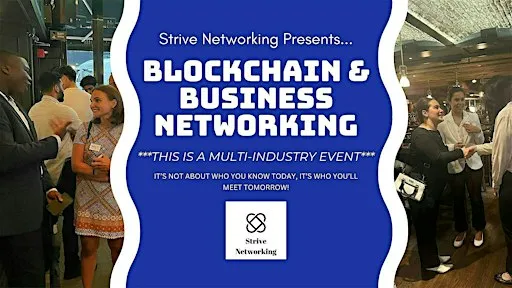 Strive Networking Presents...
BLOCKCHAIN &
BUSINESS
NETWORKING
***THIS IS A MULTI-INDUSTRY EVENT***
IT'S NOT ABOUT WHO YOU KNOW TODAY, IT'S WHO YOU'LL
MEET TOMORROW!
Strive
Networking